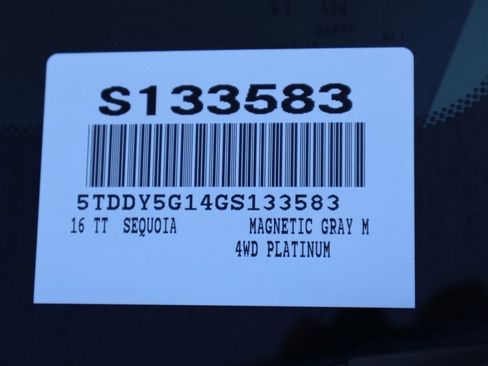 S133583
5TDDY5G14GS133583
16 TT SEQUOIA MAGNETIC GRAY M
4WD PLATINUM